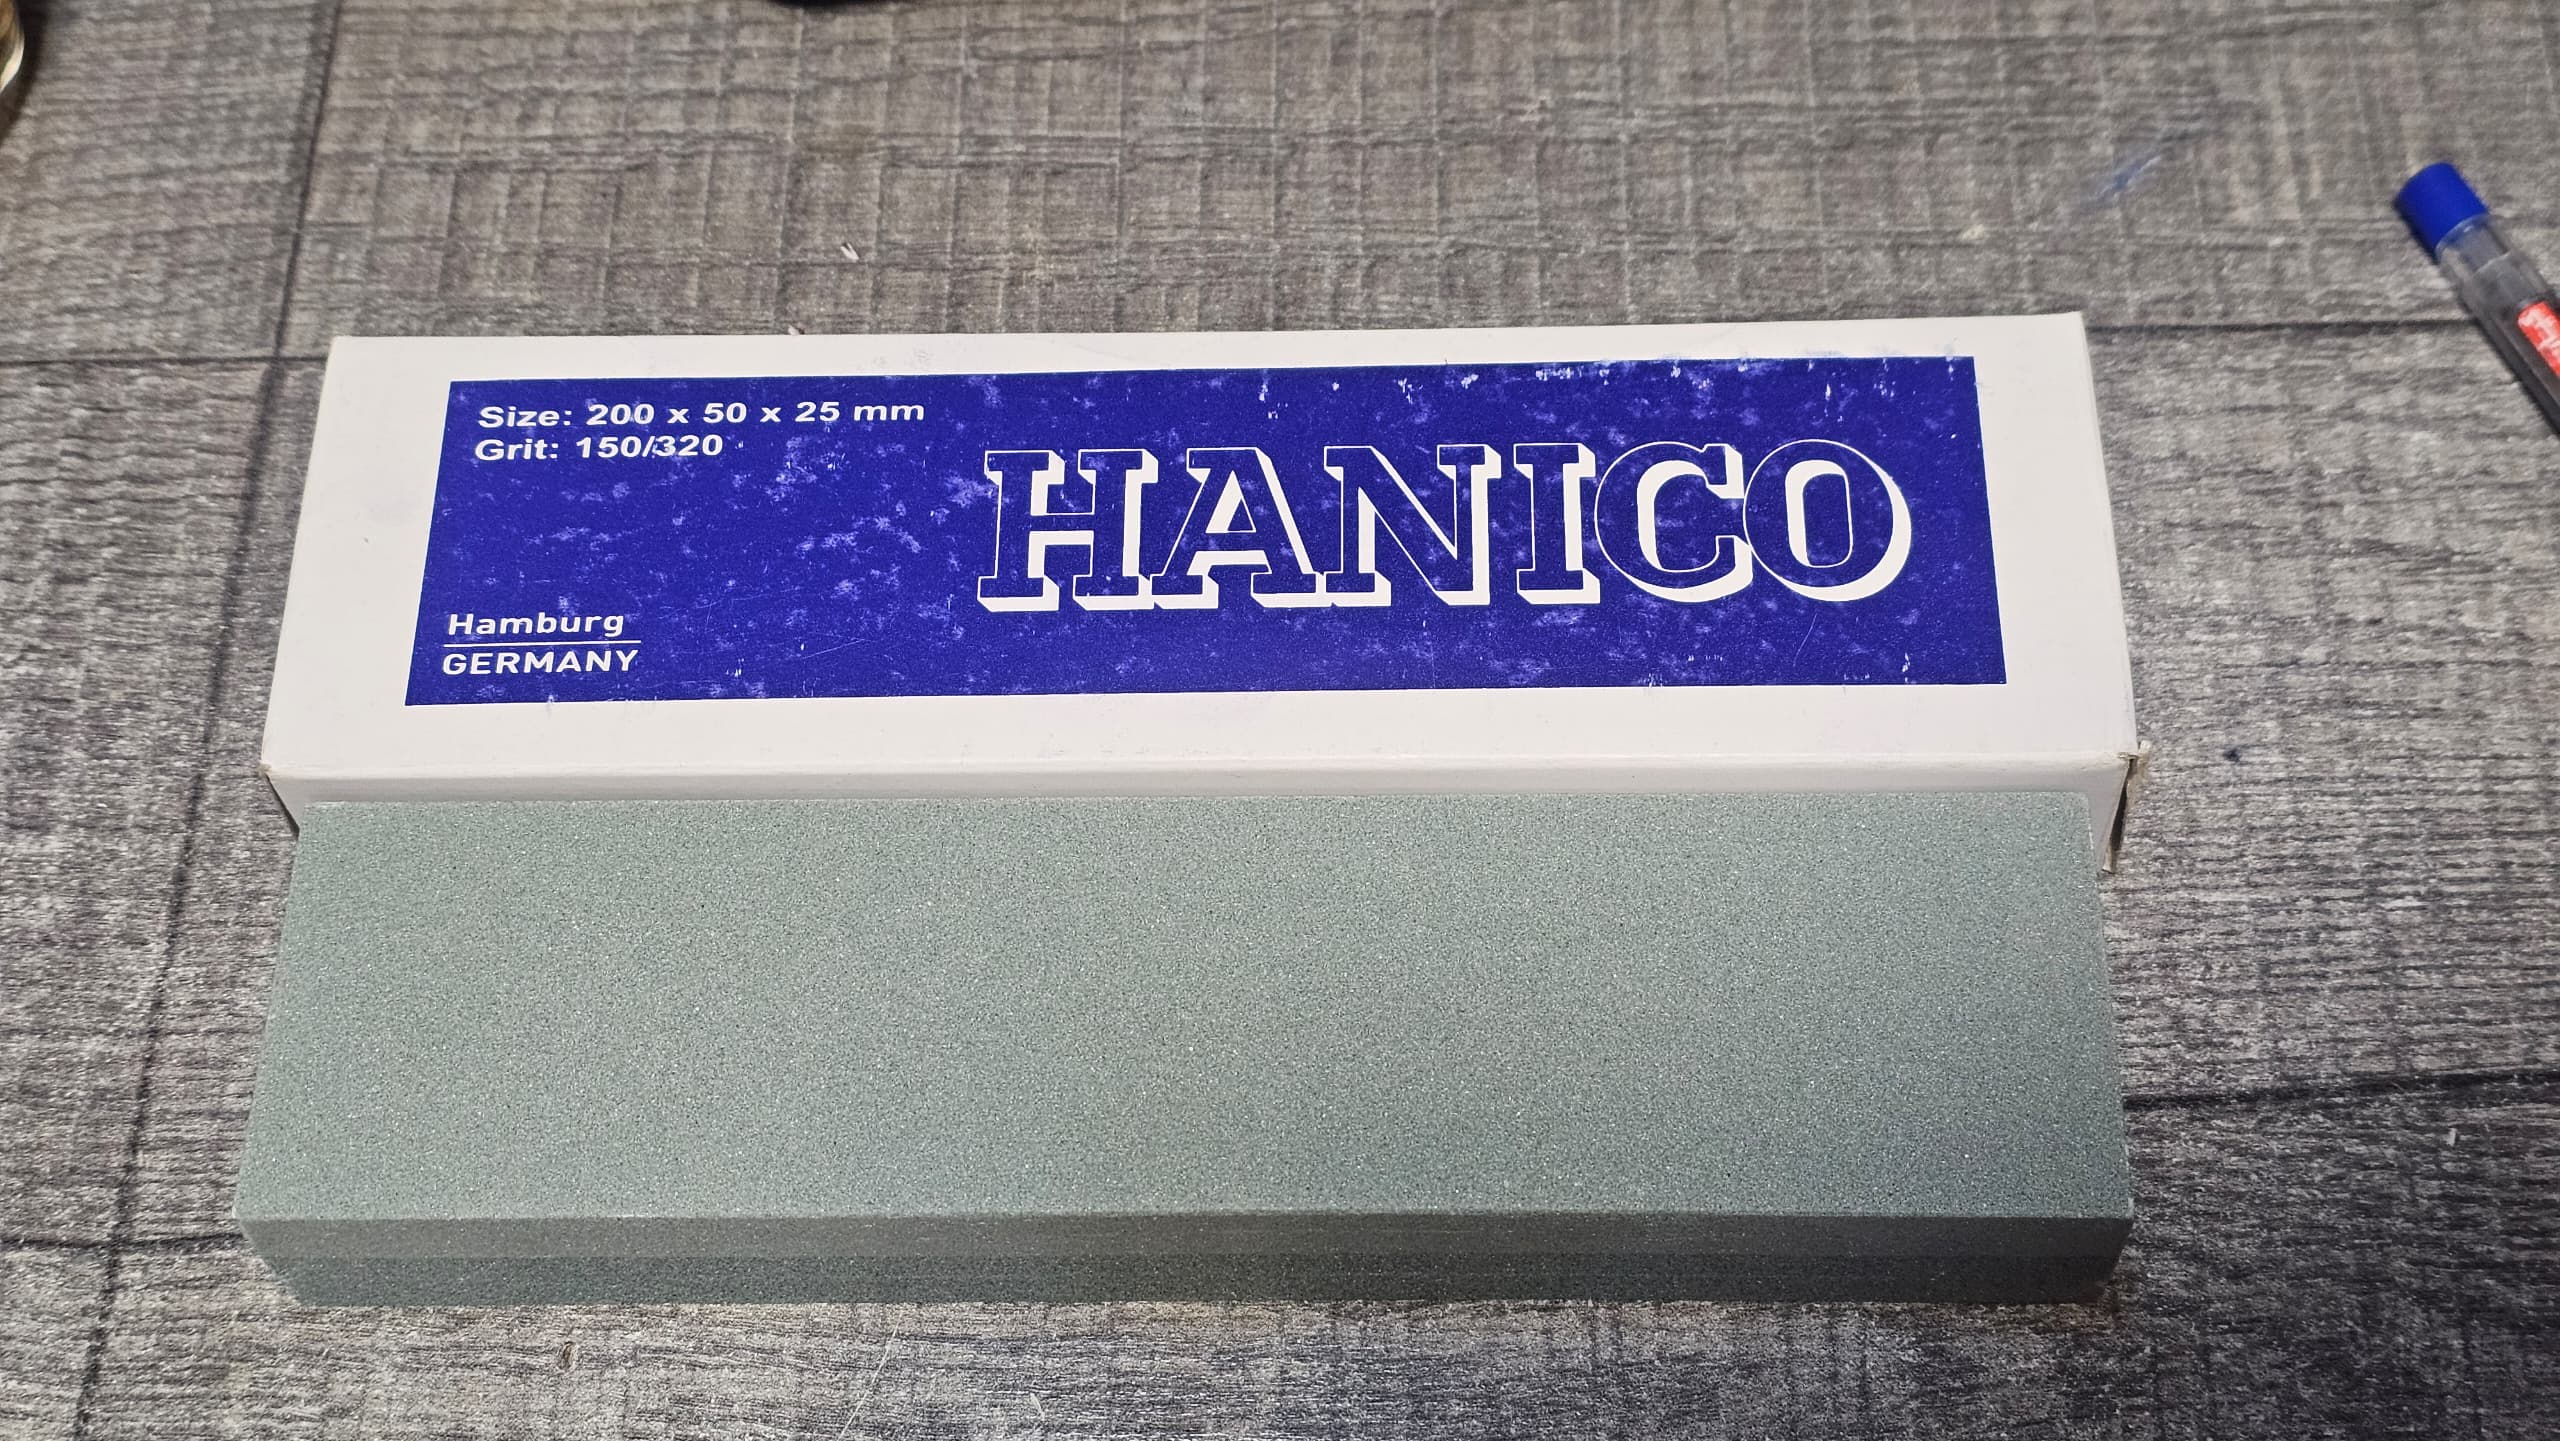 Size: 200 x 50 x 25 mm
Grit: 150/320
HANICO
Hamburg
GERMANY